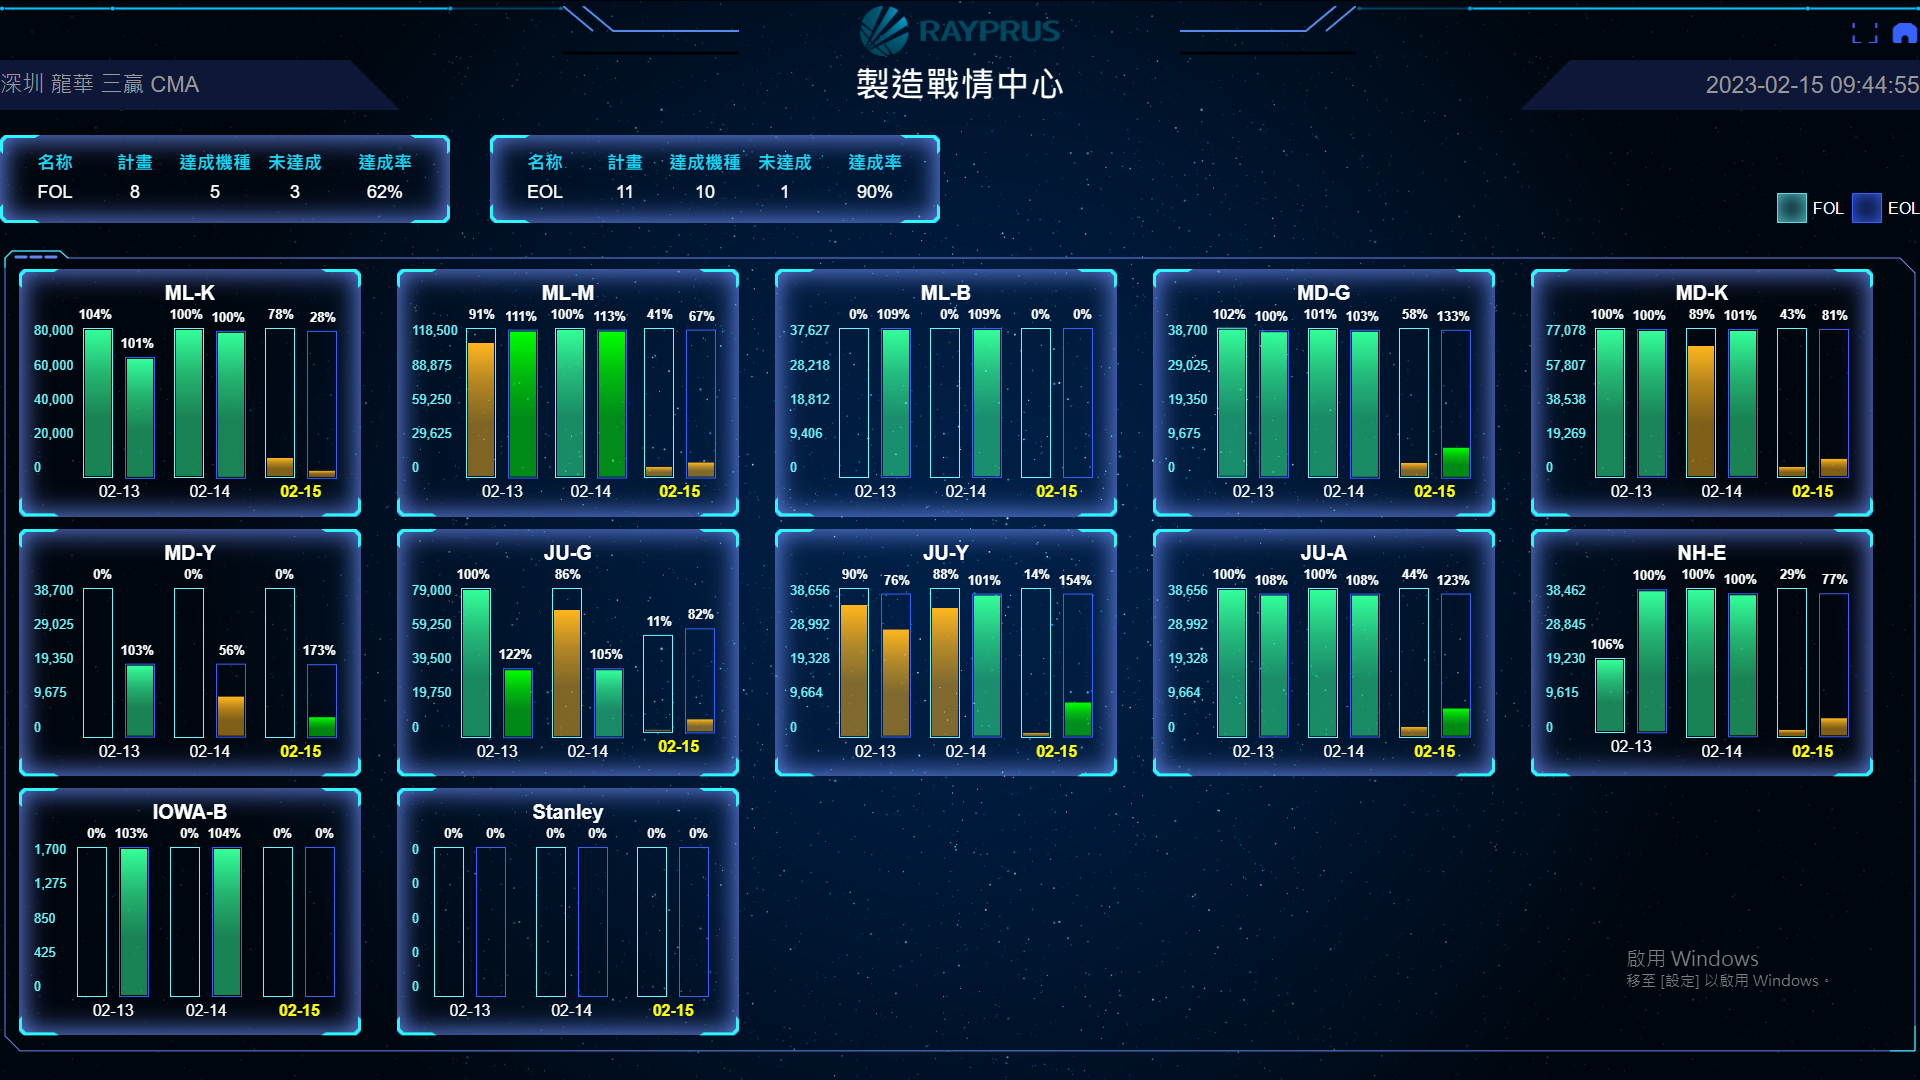 RAYPRUS
製造戰情中心
深圳 龍華 三贏 CMA
2023-02-15 09:44:55
名称 計畫 達成機種 未達成 達成率
FOL 8 5 3 62%
名称 計畫 達成機種 未達成 達成率
EOL 11 10 1 90%
FOL EOL
ML-K
104% 101% 100% 100% 78% 28%
80,000
60,000
40,000
20,000
0
02-13 02-14 02-15
ML-M
91% 111% 100% 113% 41% 67%
118,500
88,875
59,250
29,625
0
02-13 02-14 02-15
ML-B
0% 109% 0% 109% 0% 0%
37,627
28,218
18,812
9,406
0
02-13 02-14 02-15
MD-G
102% 100% 101% 103% 58% 133%
38,700
29,025
19,350
9,675
0
02-13 02-14 02-15
MD-K
100% 100% 89% 101% 43% 81%
77,078
57,807
38,538
19,269
0
02-13 02-14 02-15
MD-Y
0% 103% 0% 56% 0% 173%
38,700
29,025
19,350
9,675
0
02-13 02-14 02-15
JU-G
100% 122% 86% 105% 11% 82%
79,000
59,250
39,500
19,750
0
02-13 02-14 02-15
JU-Y
90% 76% 88% 101% 14% 154%
38,656
28,992
19,328
9,664
0
02-13 02-14 02-15
JU-A
100% 108% 100% 108% 44% 123%
38,656
28,992
19,328
9,664
0
02-13 02-14 02-15
NH-E
106% 100% 100% 100% 29% 77%
38,462
28,845
19,230
9,615
0
02-13 02-14 02-15
IOWA-B
0% 103% 0% 104% 0% 0%
1,700
1,275
850
425
0
02-13 02-14 02-15
Stanley
0% 0% 0% 0% 0% 0%
0
0
0
0
0
02-13 02-14 02-15
啟用 Windows
移至 [設定] 以啟用 Windows。